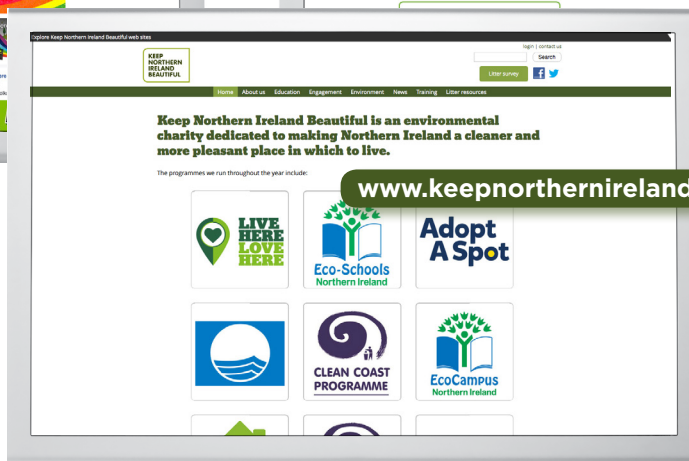 Explore Keep Northern Ireland Beautiful web sites
login | contact us
KEEP
NORTHERN
IRELAND
BEAUTIFUL
Search
Litter survey
Home About us Education Engagement Environment News Training Litter resources
Keep Northern Ireland Beautiful is an environmental
charity dedicated to making Northern Ireland a cleaner and
more pleasant place in which to live.
The programmes we run throughout the year include:
www.keepnorthernireland
LIVE
HERE
LOVE
HERE
Eco-Schools
Northern Ireland
Adopt
A Spot
CLEAN COAST
PROGRAMME
EcoCampus
Northern Ireland